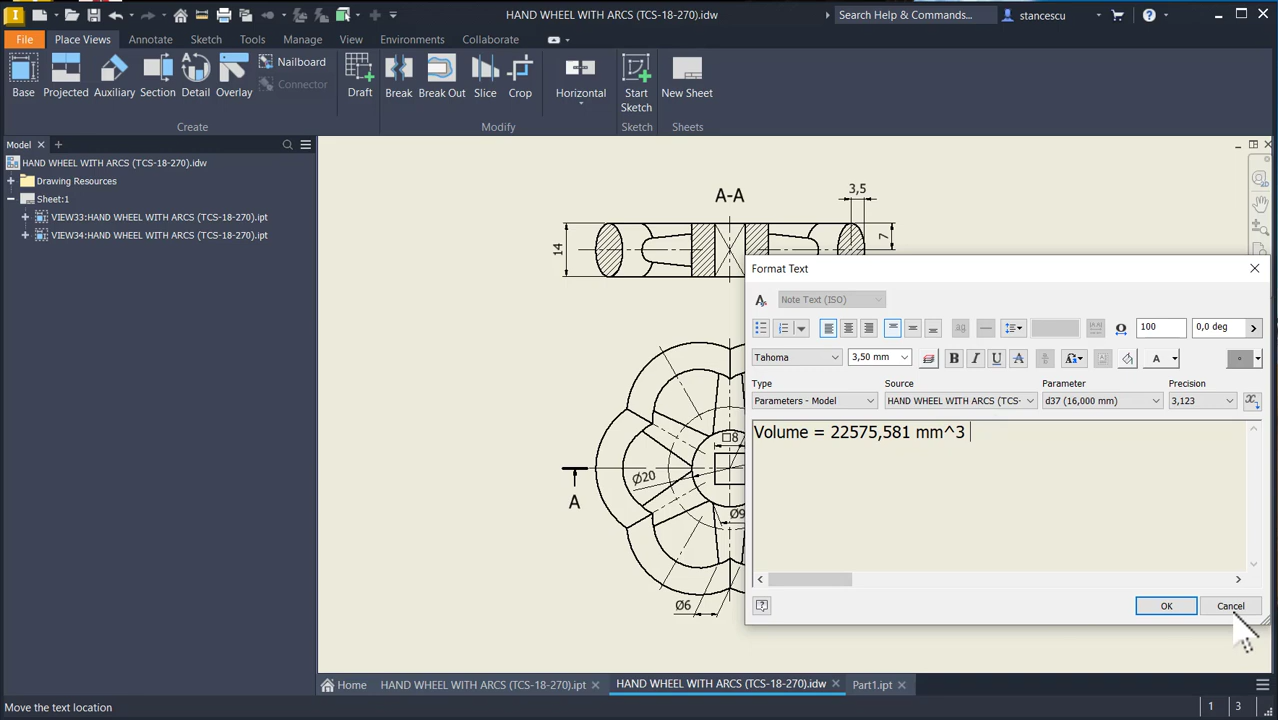 HAND WHEEL WITH ARCS (TCS-18-270).idw
Search Help & Commands...
stancescu
File
Place Views
Annotate
Sketch
Tools
Manage
View
Environments
Collaborate
Base
Projected
Auxiliary
Section
Detail
Overlay
Nailboard
Connector
Draft
Break
Break Out
Slice
Crop
Horizontal
Start
Sketch
New Sheet
Create
Modify
Sketch
Sheets
Model
HAND WHEEL WITH ARCS (TCS-18-270).idw
Drawing Resources
Sheet:1
VIEW33:HAND WHEEL WITH ARCS (TCS-18-270).ipt
VIEW34:HAND WHEEL WITH ARCS (TCS-18-270).ipt
A-A
3,5
14
7
□8
Ø20
Ø9
A
Ø6
Format Text
Note Text (ISO)
100
0,0 deg
Tahoma
3,50 mm
B I U A
A
Type
Source
Parameter
Precision
Parameters - Model
HAND WHEEL WITH ARCS (TCS-
d37 (16,000 mm)
3,123
Volume = 22575,581 mm^3
OK
Cancel
Home
HAND WHEEL WITH ARCS (TCS-18-270).ipt
HAND WHEEL WITH ARCS (TCS-18-270).idw
Part1.ipt
Move the text location
1
3